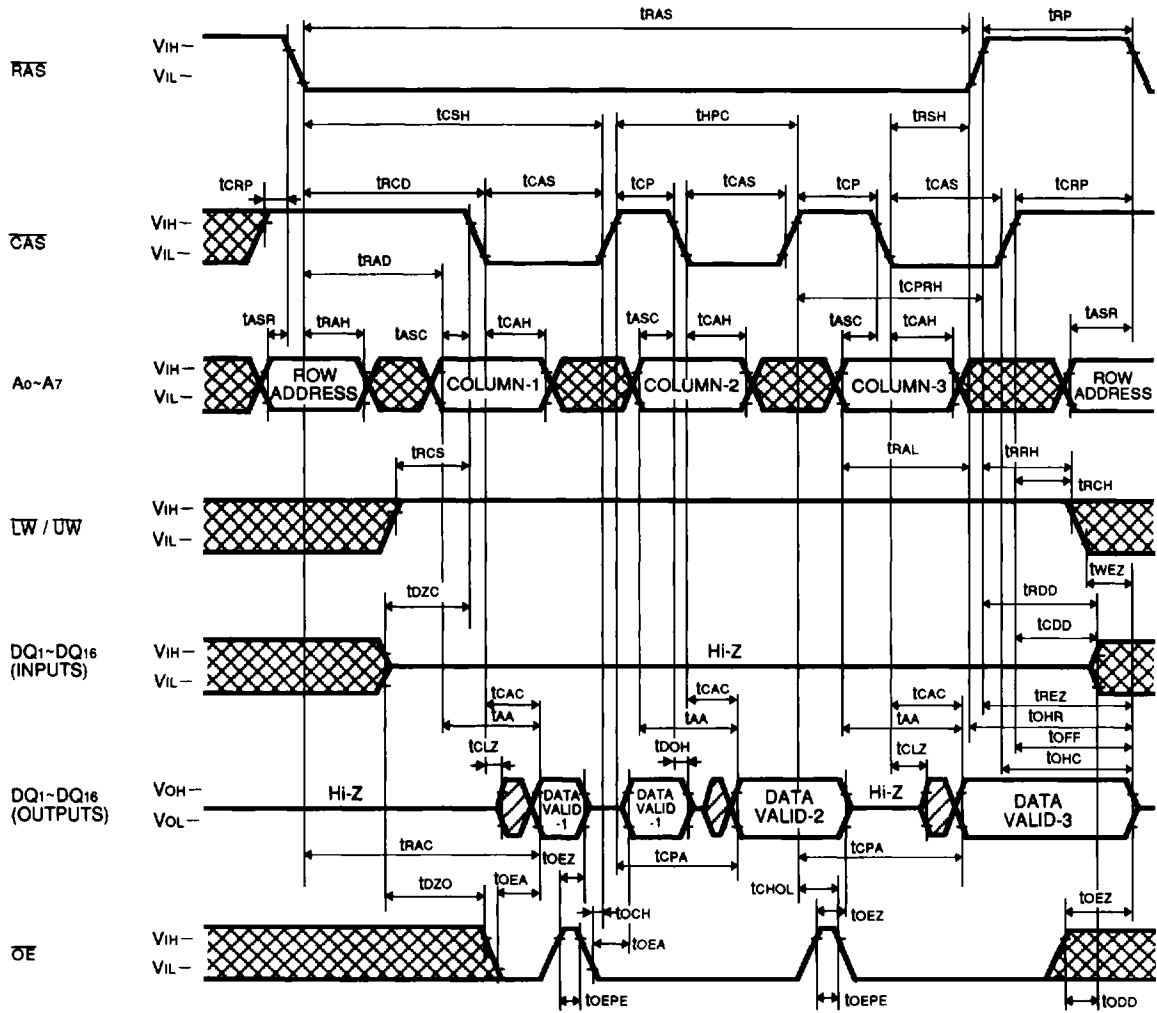 tRAS tRP
RAS VIH VIL
tCSH tHPC tRSH
tCRP tRCD tCAS tCP tCAS tCP tCAS tCRP
CAS VIH VIL
tRAD tCPRH
tASR tRAH tASC tCAH tASC tCAH tASC tCAH tASR
A0~A7 VIH VIL
ROW ADDRESS COLUMN-1 COLUMN-2 COLUMN-3 ROW ADDRESS
tRCS tRAL tRRH
tRCH
LW / UW VIH VIL
tWEZ
tDZC tRDD
tCDD
DQ1~DQ16 (INPUTS) VIH VIL Hi-Z
tCAC tCAC tCAC tREZ
tAA tAA tAA tOHR
tCLZ tDOH tCLZ tOFF
tOHC
DQ1~DQ16 (OUTPUTS) VOH VOL
Hi-Z DATA VALID-1 DATA VALID-1 DATA VALID-2 Hi-Z DATA VALID-3
tRAC tOEZ tCPA tCPA
tDZO tOEA tCHOL tOEZ tOEZ
tOCH
tOEA
OE VIH VIL
tOEPE tOEPE tODD